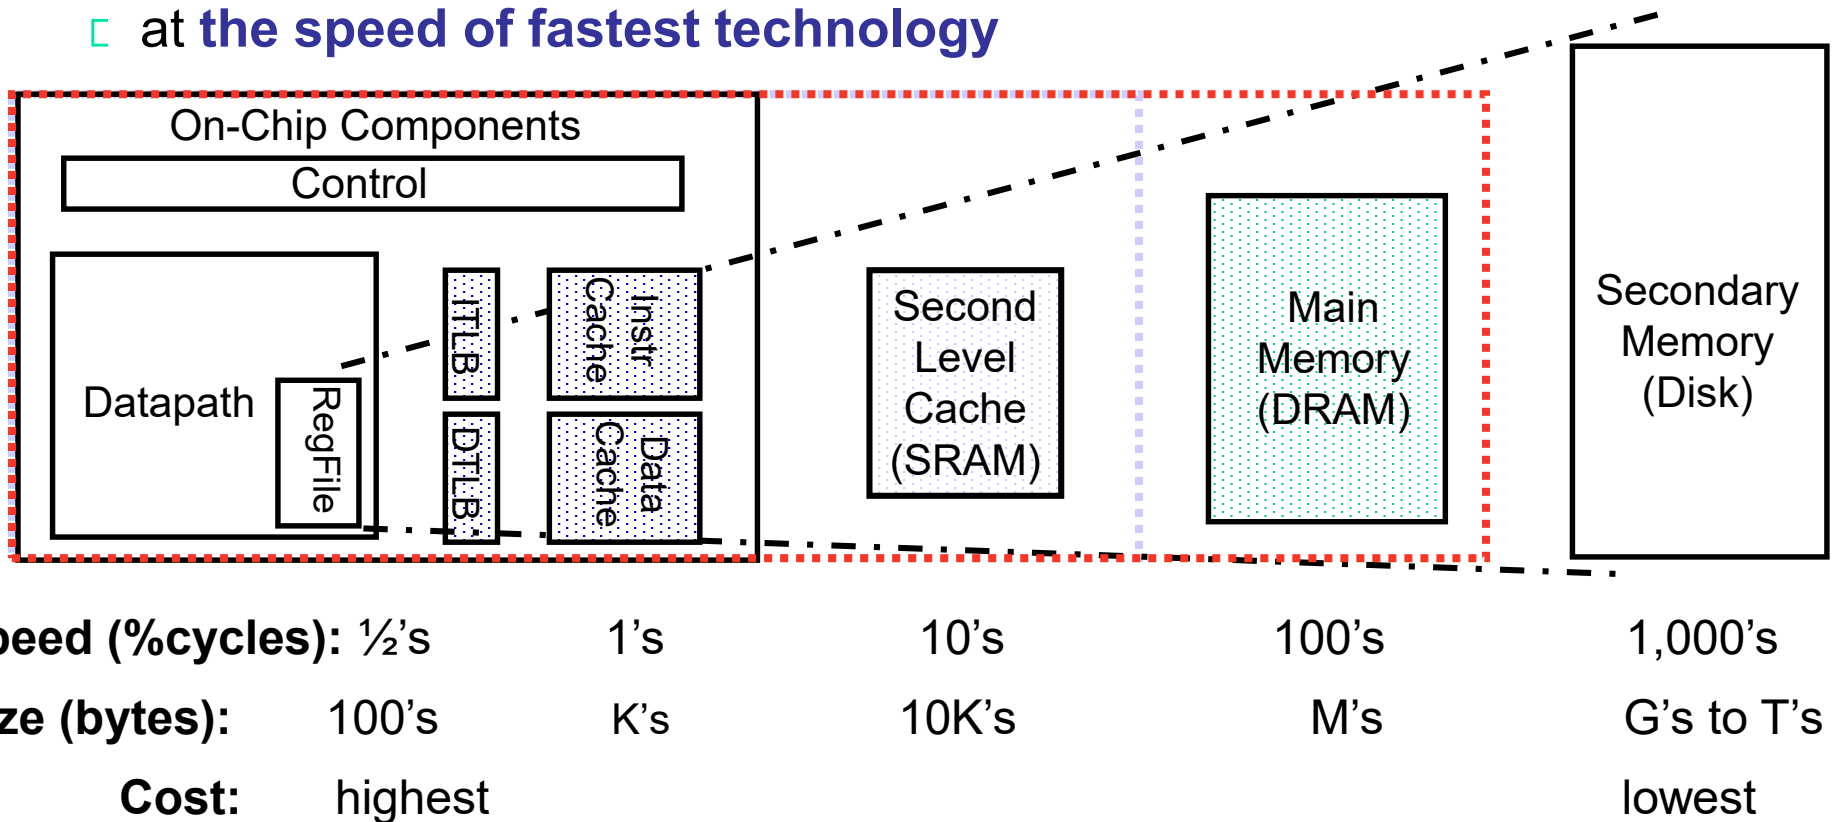 at the speed of fastest technology
On-Chip Components
Control
Datapath
RegFile
ITLB
DTLB
Instr
Cache
Data
Cache
Second
Level
Cache
(SRAM)
Main
Memory
(DRAM)
Secondary
Memory
(Disk)
peed (%cycles): ½’s 1’s 10’s 100’s 1,000’s
ze (bytes): 100’s K’s 10K’s M’s G’s to T’s
Cost: highest lowest